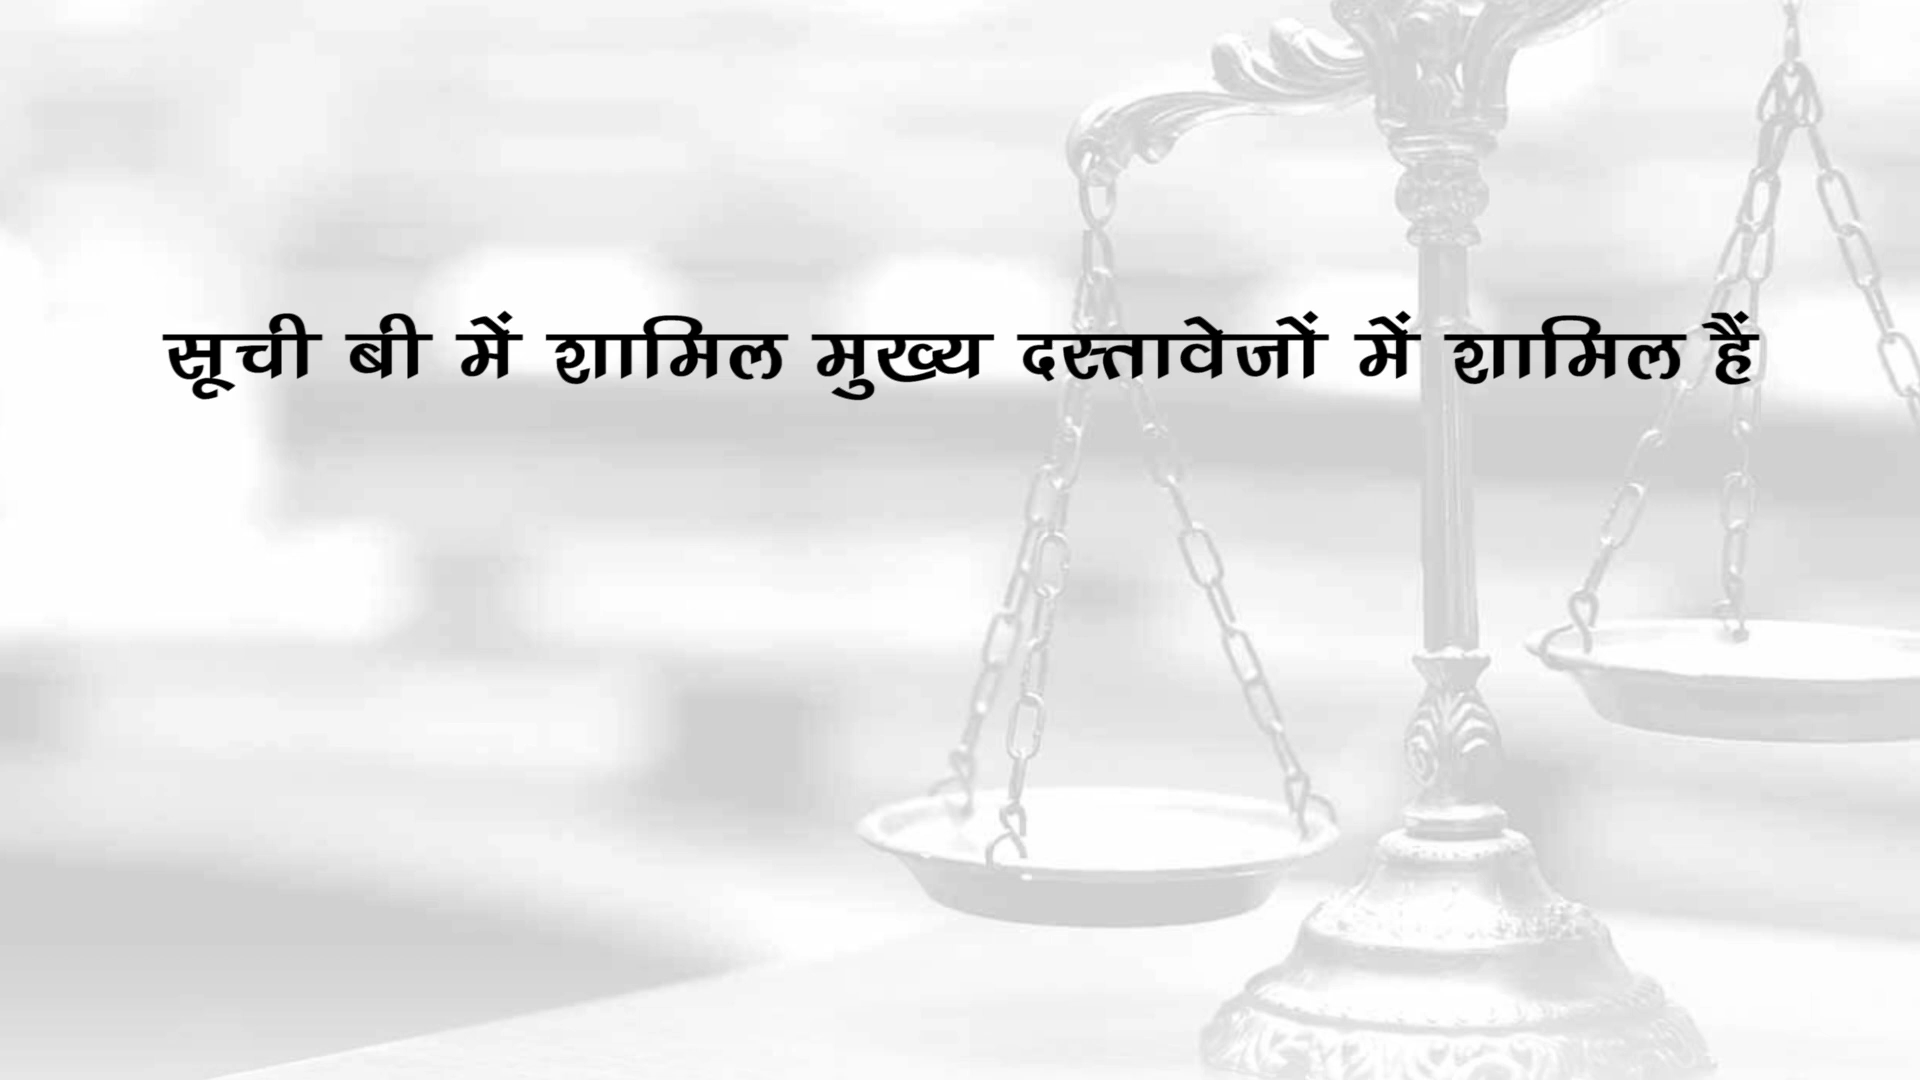 सूची बी में शामिल मुख्य दस्तावेजों में शामिल हैं